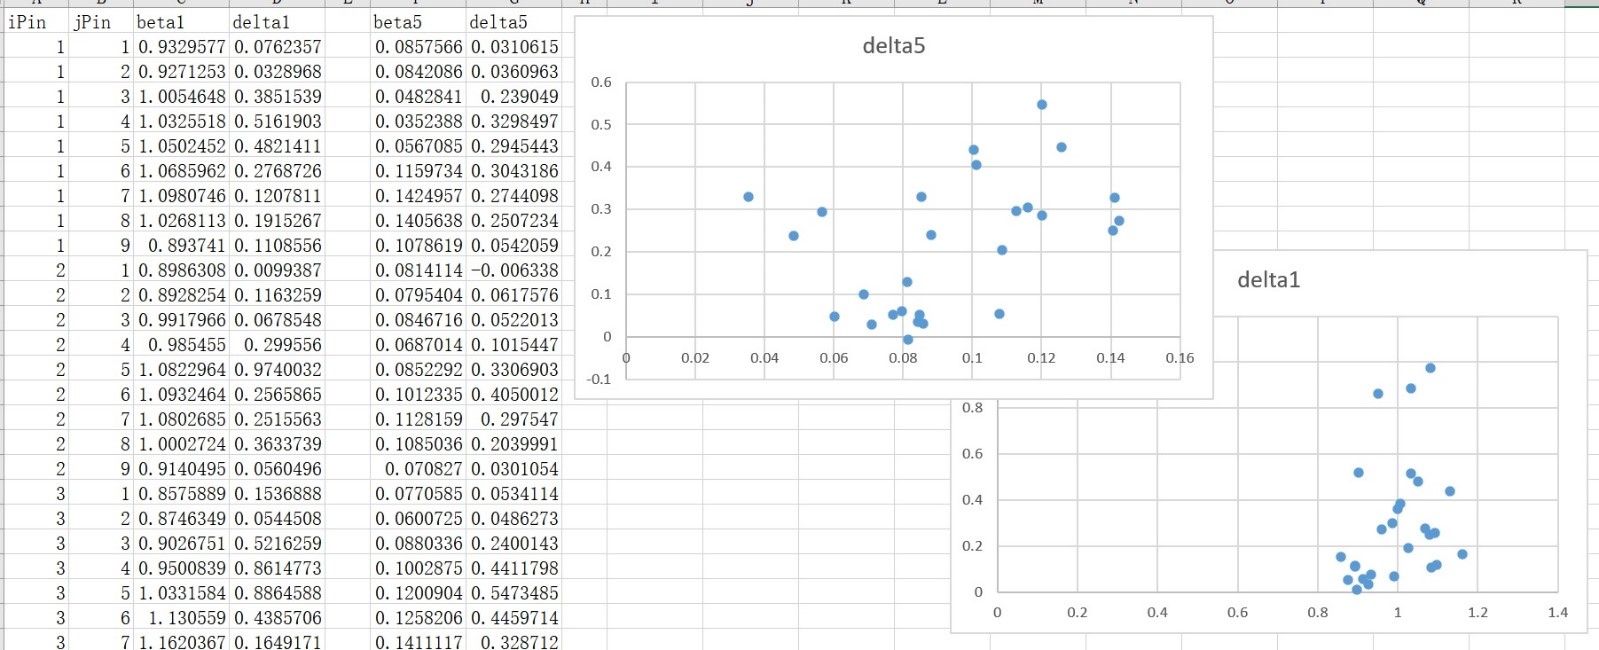 iPin jPin beta1 delta1 beta5 delta5
1 1 0.9329577 0.0762357 0.0857566 0.0310615
1 2 0.9271253 0.0328968 0.0842086 0.0360963
1 3 1.0054648 0.3851539 0.0482841 0.239049
1 4 1.0325518 0.5161903 0.0352388 0.3298497
1 5 1.0502452 0.4821411 0.0567085 0.2945443
1 6 1.0685962 0.2768726 0.1159734 0.3043186
1 7 1.0980746 0.1207811 0.1424957 0.2744098
1 8 1.0268113 0.1915267 0.1405638 0.2507234
1 9 0.893741 0.1108556 0.1078619 0.0542059
2 1 0.8986308 0.0099387 0.0814114 -0.006338
2 2 0.8928254 0.1163259 0.0795404 0.0617576
2 3 0.9917966 0.0678548 0.0846716 0.0522013
2 4 0.985455 0.299556 0.0687014 0.1015447
2 5 1.0822964 0.9740032 0.0852292 0.3306903
2 6 1.0932464 0.2565865 0.1012335 0.4050012
2 7 1.0802685 0.2515563 0.1128159 0.297547
2 8 1.0002724 0.3633739 0.1085036 0.2039991
2 9 0.9140495 0.0560496 0.070827 0.0301054
3 1 0.8575889 0.1536888 0.0770585 0.0534114
3 2 0.8746349 0.0544508 0.0600725 0.0486273
3 3 0.9026751 0.5216259 0.0880336 0.2400143
3 4 0.9500839 0.8614773 0.1002875 0.4411798
3 5 1.0331584 0.8864588 0.1200904 0.5473485
3 6 1.130559 0.4385706 0.1258206 0.4459714
3 7 1.1620367 0.1649171 0.1411117 0.328712
delta5
0.6
0.5
0.4
0.3
0.2
0.1
0
-0.1
0 0.02 0.04 0.06 0.08 0.1 0.12 0.14 0.16
delta1
0.8
0.6
0.4
0.2
0
0 0.2 0.4 0.6 0.8 1 1.2 1.4